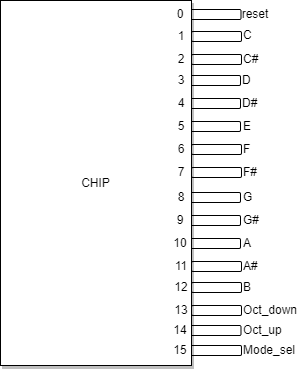 0 reset
1 C
2 C#
3 D
4 D#
5 E
6 F
7 F#
CHIP
8 G
9 G#
10 A
11 A#
12 B
13 Oct_down
14 Oct_up
15 Mode_sel